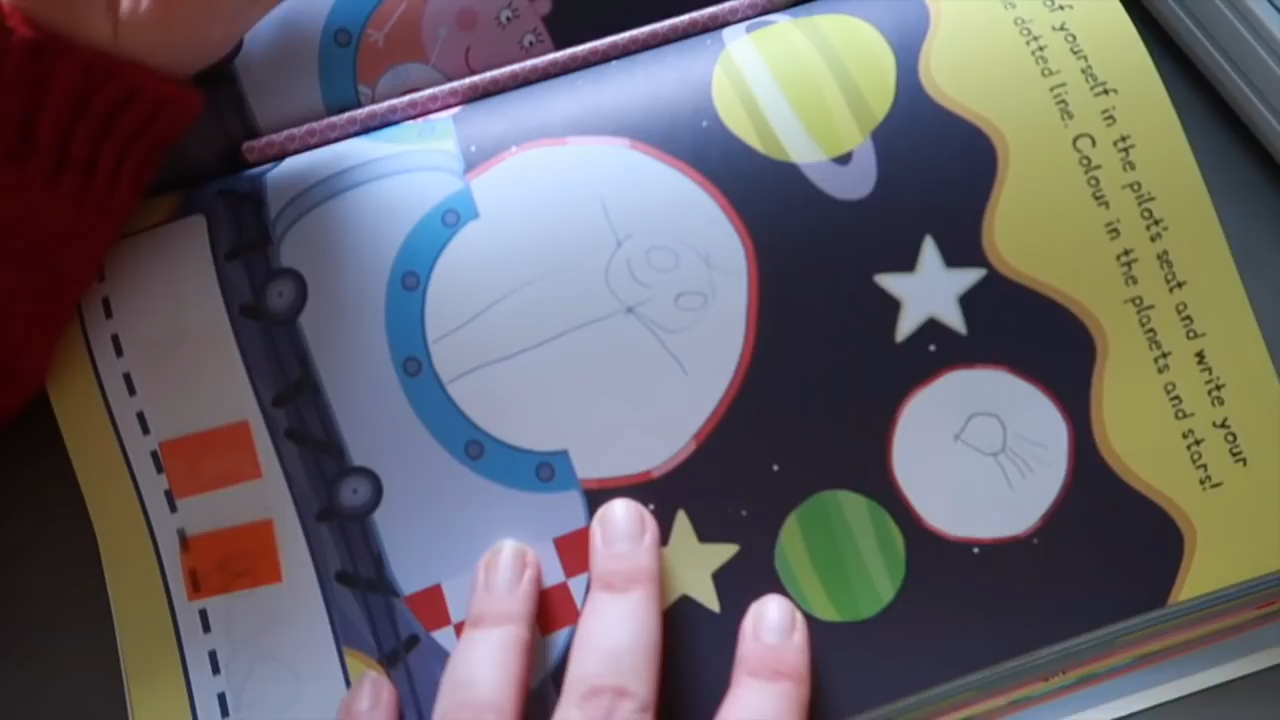 of yourself in the pilot's seat and write your
dotted line. Colour in the planets and stars!